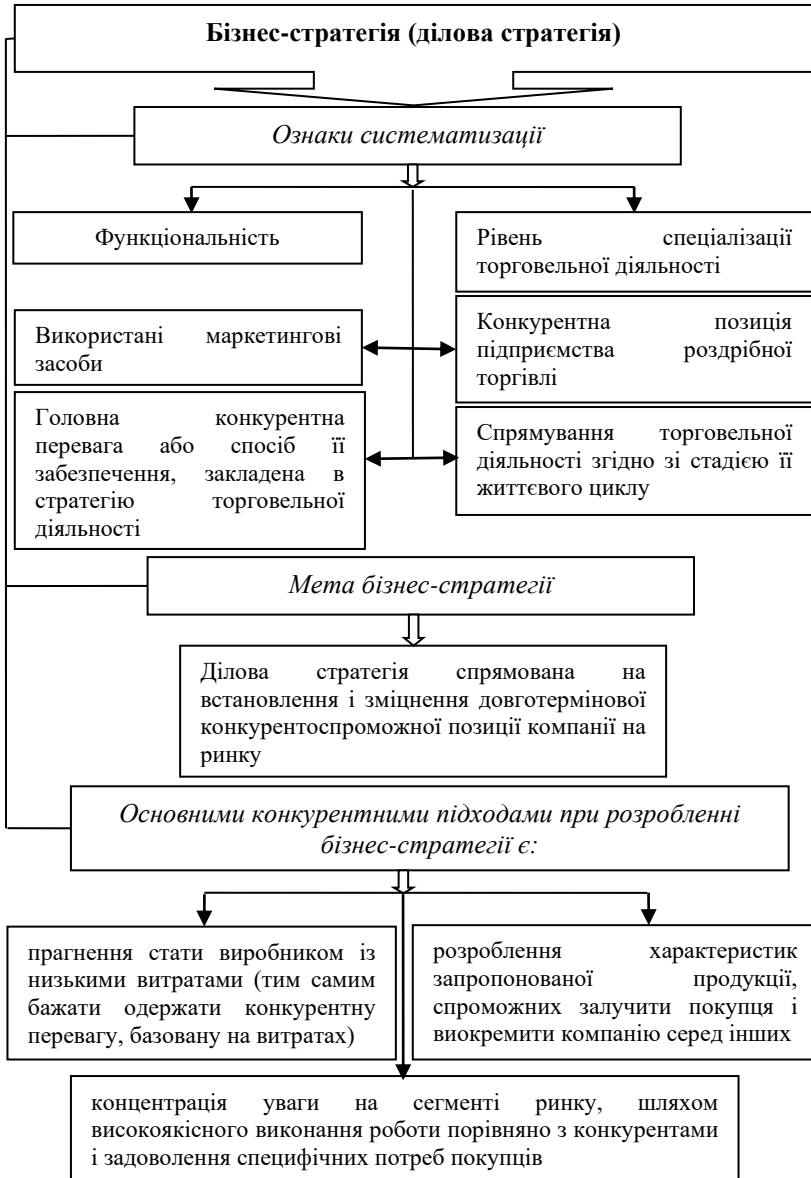 Бізнес-стратегія (ділова стратегія)
Ознаки систематизації
Функціональність
Рівень спеціалізації
торговельної діяльності
Використані маркетингові
засоби
Конкурентна позиція
підприємства роздрібної
торгівлі
Головна конкурентна
перевага або спосіб її
забезпечення, закладена в
стратегію торговельної
діяльності
Спрямування торговельної
діяльності згідно зі стадією її
життєвого циклу
Мета бізнес-стратегії
Ділова стратегія спрямована на
встановлення і зміцнення довготермінової
конкурентоспроможної позиції компанії на
ринку
Основними конкурентними підходами при розробленні
бізнес-стратегії є:
прагнення стати виробником із
низькими витратами (тим самим
бажати одержати конкурентну
перевагу, базовану на витратах)
розроблення характеристик
запропонованої продукції,
спроможних залучити покупця і
виокремити компанію серед інших
концентрація уваги на сегменті ринку, шляхом
високоякісного виконання роботи порівняно з конкурентами
і задоволення специфічних потреб покупців